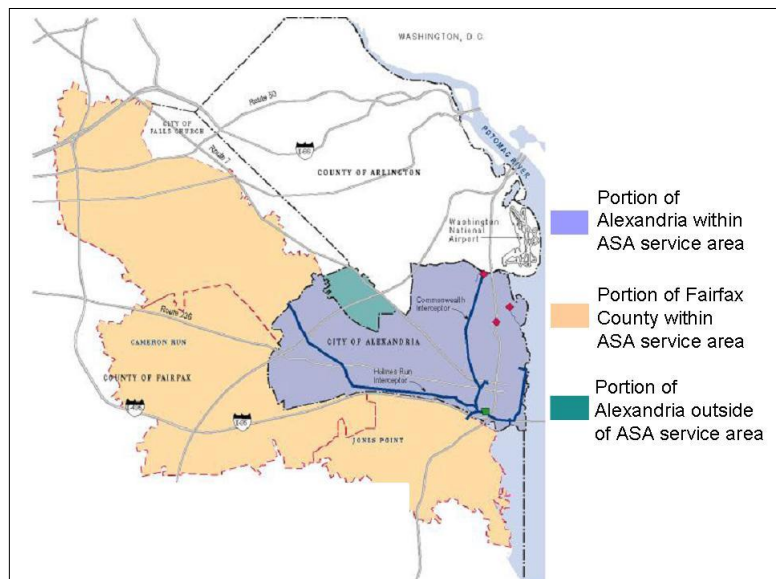 WASHINGTON, D.C.
Route 50
CITY OF
FALLS CHURCH
I-66
Route 7
COUNTY OF ARLINGTON
POTOMAC RIVER
Washington
National
Airport
Commonwealth
Interceptor
Route 236
CAMERON RUN
CITY OF ALEXANDRIA
COUNTY OF FAIRFAX
Holmes Run
Interceptor
I-495
I-95
JONES POINT
Portion of
Alexandria within
ASA service area
Portion of Fairfax
County within
ASA service area
Portion of
Alexandria outside
of ASA service area